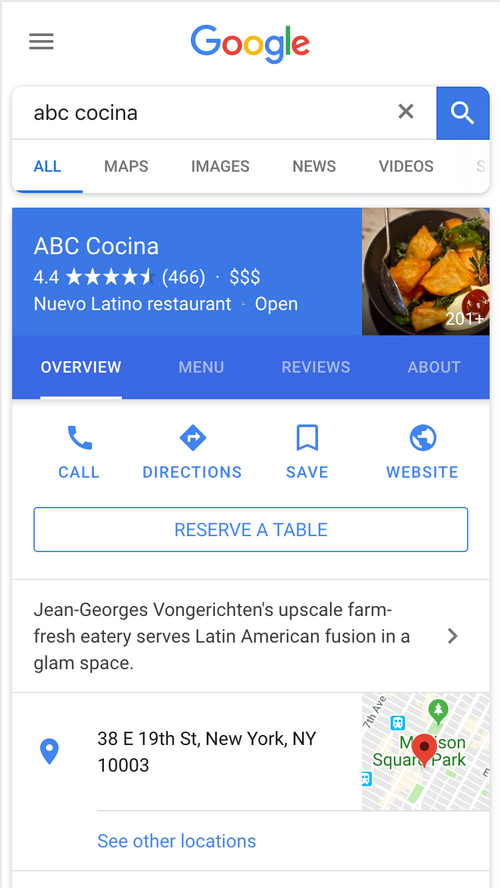 Google
abc cocina
ALL MAPS IMAGES NEWS VIDEOS S
ABC Cocina
4.4 ★★★★★ (466) · $$$
Nuevo Latino restaurant · Open
201+
OVERVIEW MENU REVIEWS ABOUT
CALL DIRECTIONS SAVE WEBSITE
RESERVE A TABLE
Jean-Georges Vongerichten's upscale farm-
fresh eatery serves Latin American fusion in a
glam space.
7th Ave
38 E 19th St, New York, NY
10003
Square Park
See other locations